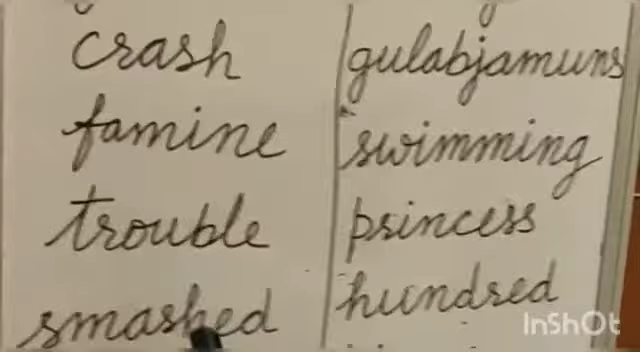 crash
famine
trouble
smashed
gulabjamuns
swimming
princess
hundred
InShOt